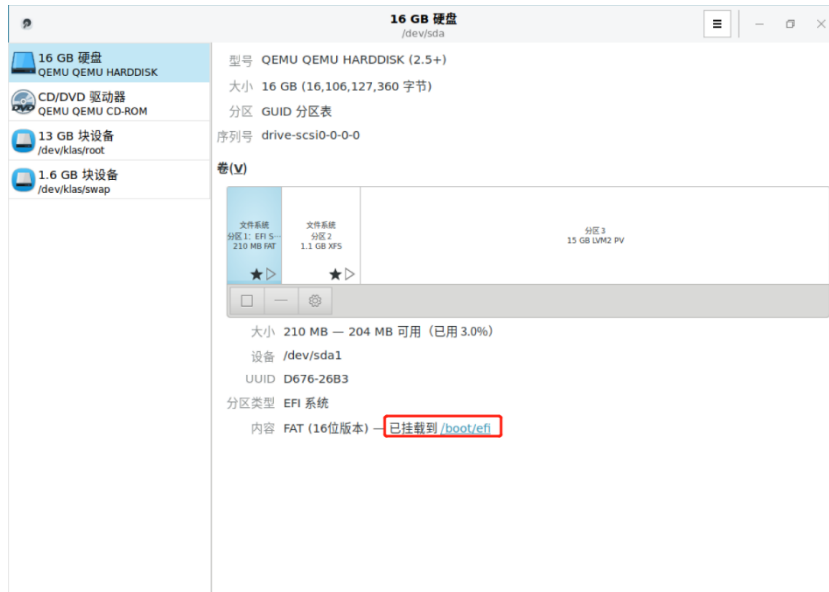 16 GB 硬盘
/dev/sda
16 GB 硬盘
QEMU QEMU HARDDISK
CD/DVD 驱动器
QEMU QEMU CD-ROM
13 GB 块设备
/dev/klas/root
1.6 GB 块设备
/dev/klas/swap
型号 QEMU QEMU HARDDISK (2.5+)
大小 16 GB (16,106,127,360 字节)
分区 GUID 分区表
序列号 drive-scsi0-0-0-0
卷(V)
文件系统
分区 1: EFI S…
210 MB FAT
文件系统
分区 2
1.1 GB XFS
分区 3
15 GB LVM2 PV
大小 210 MB — 204 MB 可用（已用 3.0%）
设备 /dev/sda1
UUID D676-26B3
分区类型 EFI 系统
内容 FAT (16位版本) — 已挂载到 /boot/efi